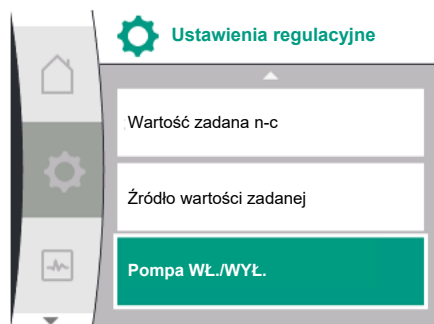 Ustawienia regulacyjne
Wartość zadana n-c
Źródło wartości zadanej
Pompa WŁ./WYŁ.